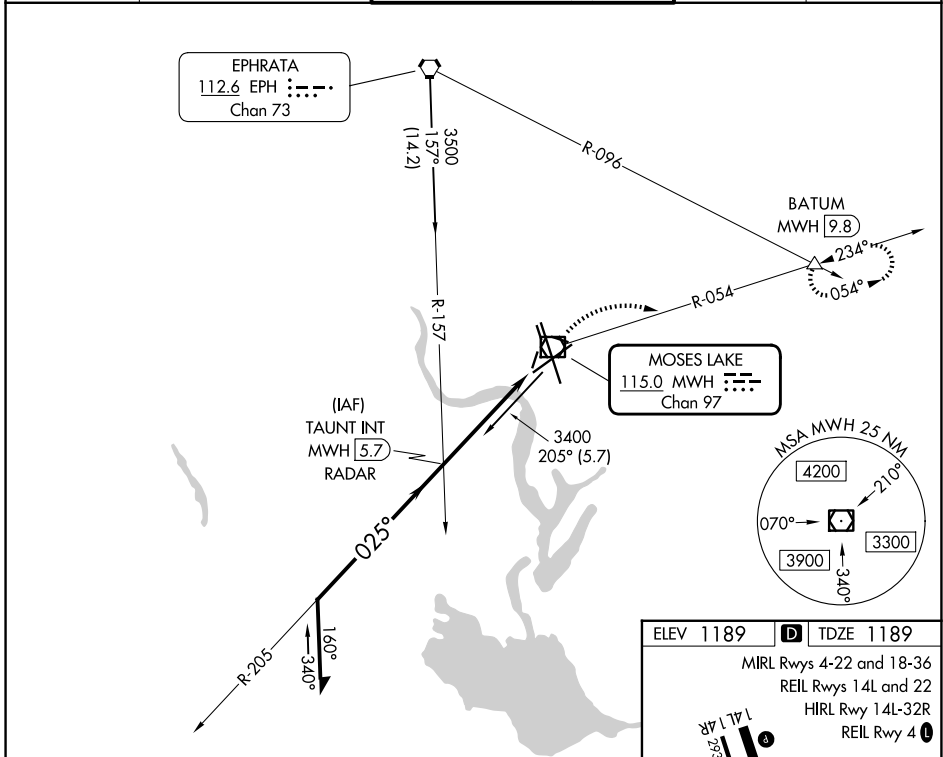 EPHRATA
112.6 EPH
Chan 73
3500
157°
(14.2)
R-096
BATUM
MWH 9.8
234°
054°
R-054
R-157
MOSES LAKE
115.0 MWH
Chan 97
(IAF)
TAUNT INT
MWH 5.7
RADAR
3400
205° (5.7)
MSA MWH 25 NM
4200
210°
070°
3300
3900
340°
025°
160°
340°
R-205
ELEV 1189 D TDZE 1189
MIRL Rwys 4-22 and 18-36
REIL Rwys 14L and 22
HIRL Rwy 14L-32R
REIL Rwy 4 L
14L 14R
P